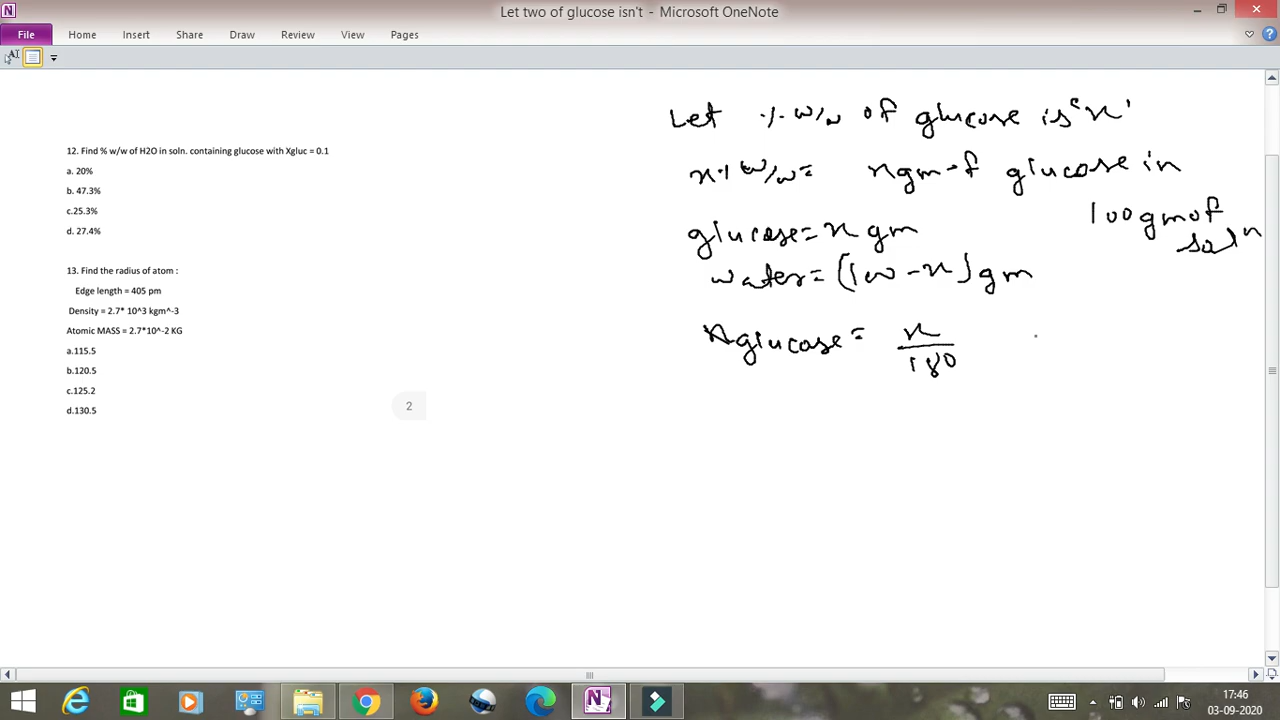 Let two of glucose isn't - Microsoft OneNote
File Home Insert Share Draw Review View Pages
12. Find % w/w of H2O in soln. containing glucose with Xgluc = 0.1
a. 20%
b. 47.3%
c.25.3%
d. 27.4%
13. Find the radius of atom :
Edge length = 405 pm
Density = 2.7* 10^3 kgm^-3
Atomic MASS = 2.7*10^-2 KG
a.115.5
b.120.5
c.125.2
d.130.5
2
Let % w/w of glucose is 'x'
x% w/w = x gm of glucose in
100 gm of
soln
glucose = x gm
water = (100 - x) gm
nglucose = x/180
17:46
03-09-2020